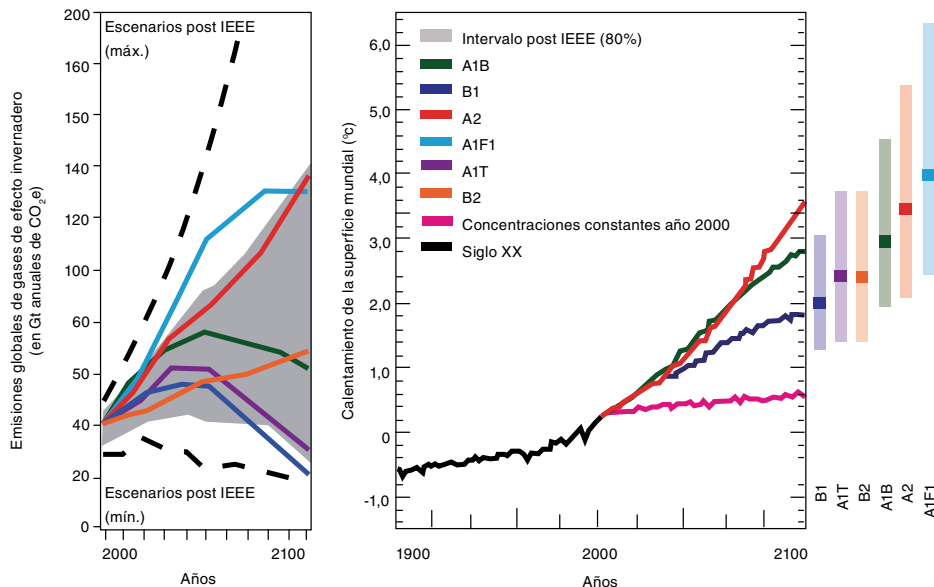 Emisiones globales de gases de efecto invernadero
(en Gt anuales de CO2e)
200
160
160
140
120
100
60
50
40
20
0
Escenarios post IEEE
(máx.)
Escenarios post IEEE
(mín.)
2000
2100
Años
Calentamiento de la superficie mundial (°c)
6,0
5,0
4,0
3,0
2,0
1,0
0
-1,0
Intervalo post IEEE (80%)
A1B
B1
A2
A1F1
A1T
B2
Concentraciones constantes año 2000
Siglo XX
1900
2000
2100
Años
B1
A1T
B2
A1B
A2
A1F1